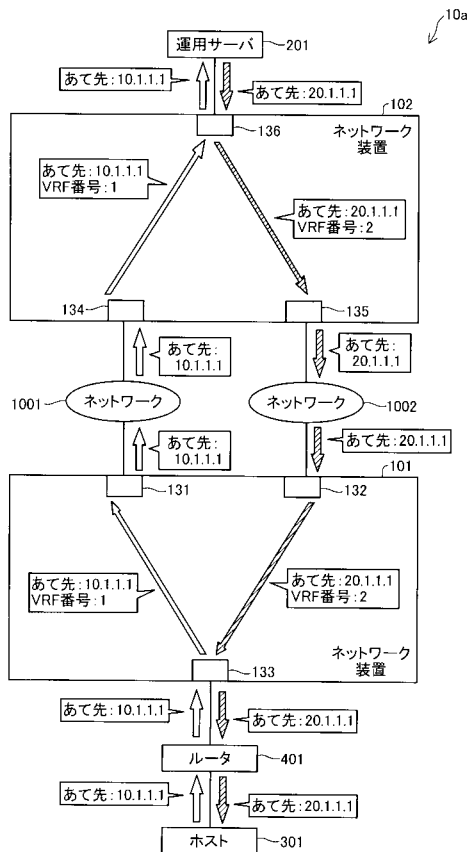 10a
運用サーバ
201
あて先:10.1.1.1
あて先:20.1.1.1
102
136
ネットワーク
装置
あて先:10.1.1.1
VRF番号:1
あて先:20.1.1.1
VRF番号:2
134
135
あて先:
10.1.1.1
あて先:
20.1.1.1
1001
ネットワーク
ネットワーク
1002
あて先:
10.1.1.1
あて先:20.1.1.1
101
131
132
あて先:10.1.1.1
VRF番号:1
あて先:20.1.1.1
VRF番号:2
133
ネットワーク
装置
あて先:10.1.1.1
あて先:20.1.1.1
ルータ
401
あて先:10.1.1.1
あて先:20.1.1.1
ホスト
301